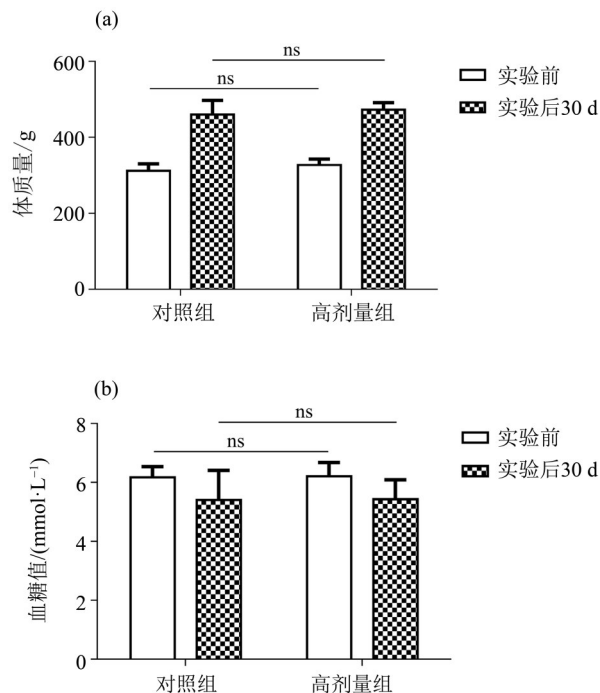 (a)
ns
ns
实验前
实验后30 d
600
400
200
0
体质量/g
对照组
高剂量组
(b)
ns
ns
实验前
实验后30 d
8
6
4
2
0
血糖值/(mmol·L⁻¹)
对照组
高剂量组